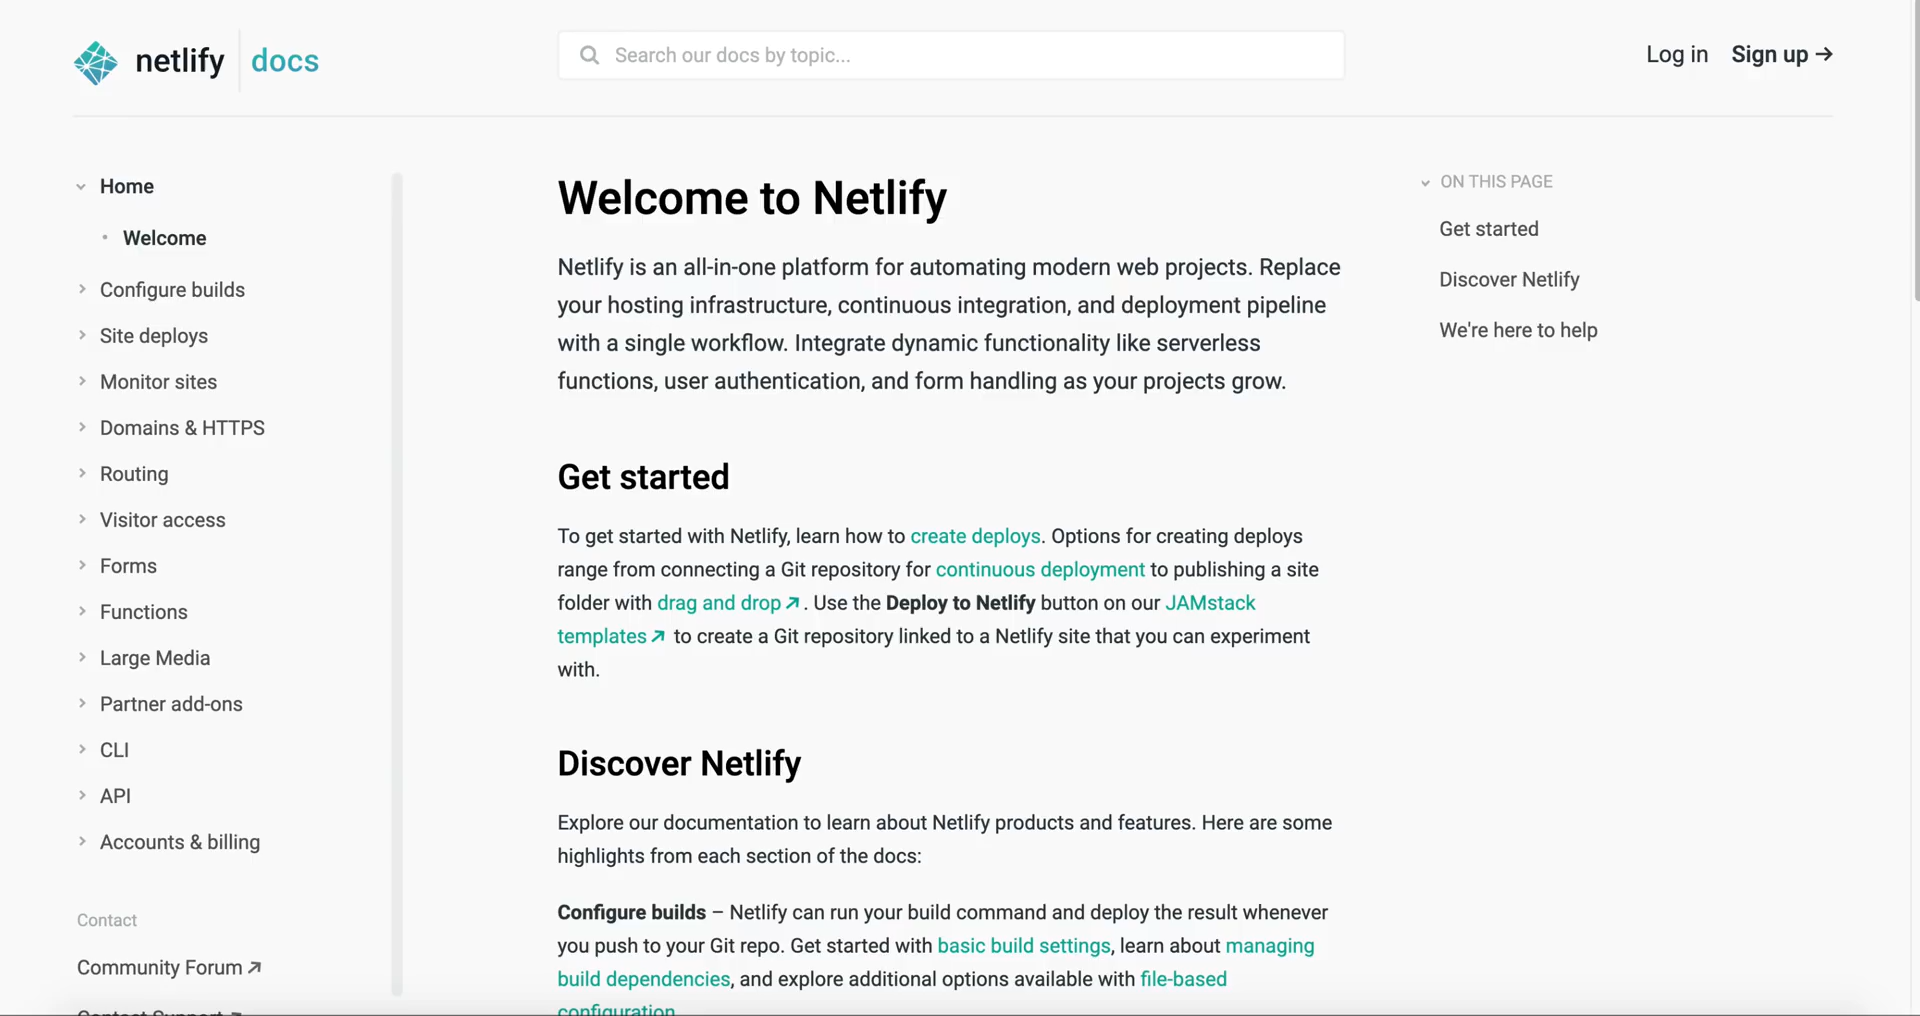 netlify docs
Search our docs by topic...
Log in
Sign up →
Home
Welcome
Configure builds
Site deploys
Monitor sites
Domains & HTTPS
Routing
Visitor access
Forms
Functions
Large Media
Partner add-ons
CLI
API
Accounts & billing
Contact
Community Forum
Contact Support
Welcome to Netlify
Netlify is an all-in-one platform for automating modern web projects. Replace
your hosting infrastructure, continuous integration, and deployment pipeline
with a single workflow. Integrate dynamic functionality like serverless
functions, user authentication, and form handling as your projects grow.
Get started
To get started with Netlify, learn how to create deploys. Options for creating deploys
range from connecting a Git repository for continuous deployment to publishing a site
folder with drag and drop. Use the Deploy to Netlify button on our JAMstack
templates to create a Git repository linked to a Netlify site that you can experiment
with.
Discover Netlify
Explore our documentation to learn about Netlify products and features. Here are some
highlights from each section of the docs:
Configure builds – Netlify can run your build command and deploy the result whenever
you push to your Git repo. Get started with basic build settings, learn about managing
build dependencies, and explore additional options available with file-based
configuration
ON THIS PAGE
Get started
Discover Netlify
We're here to help